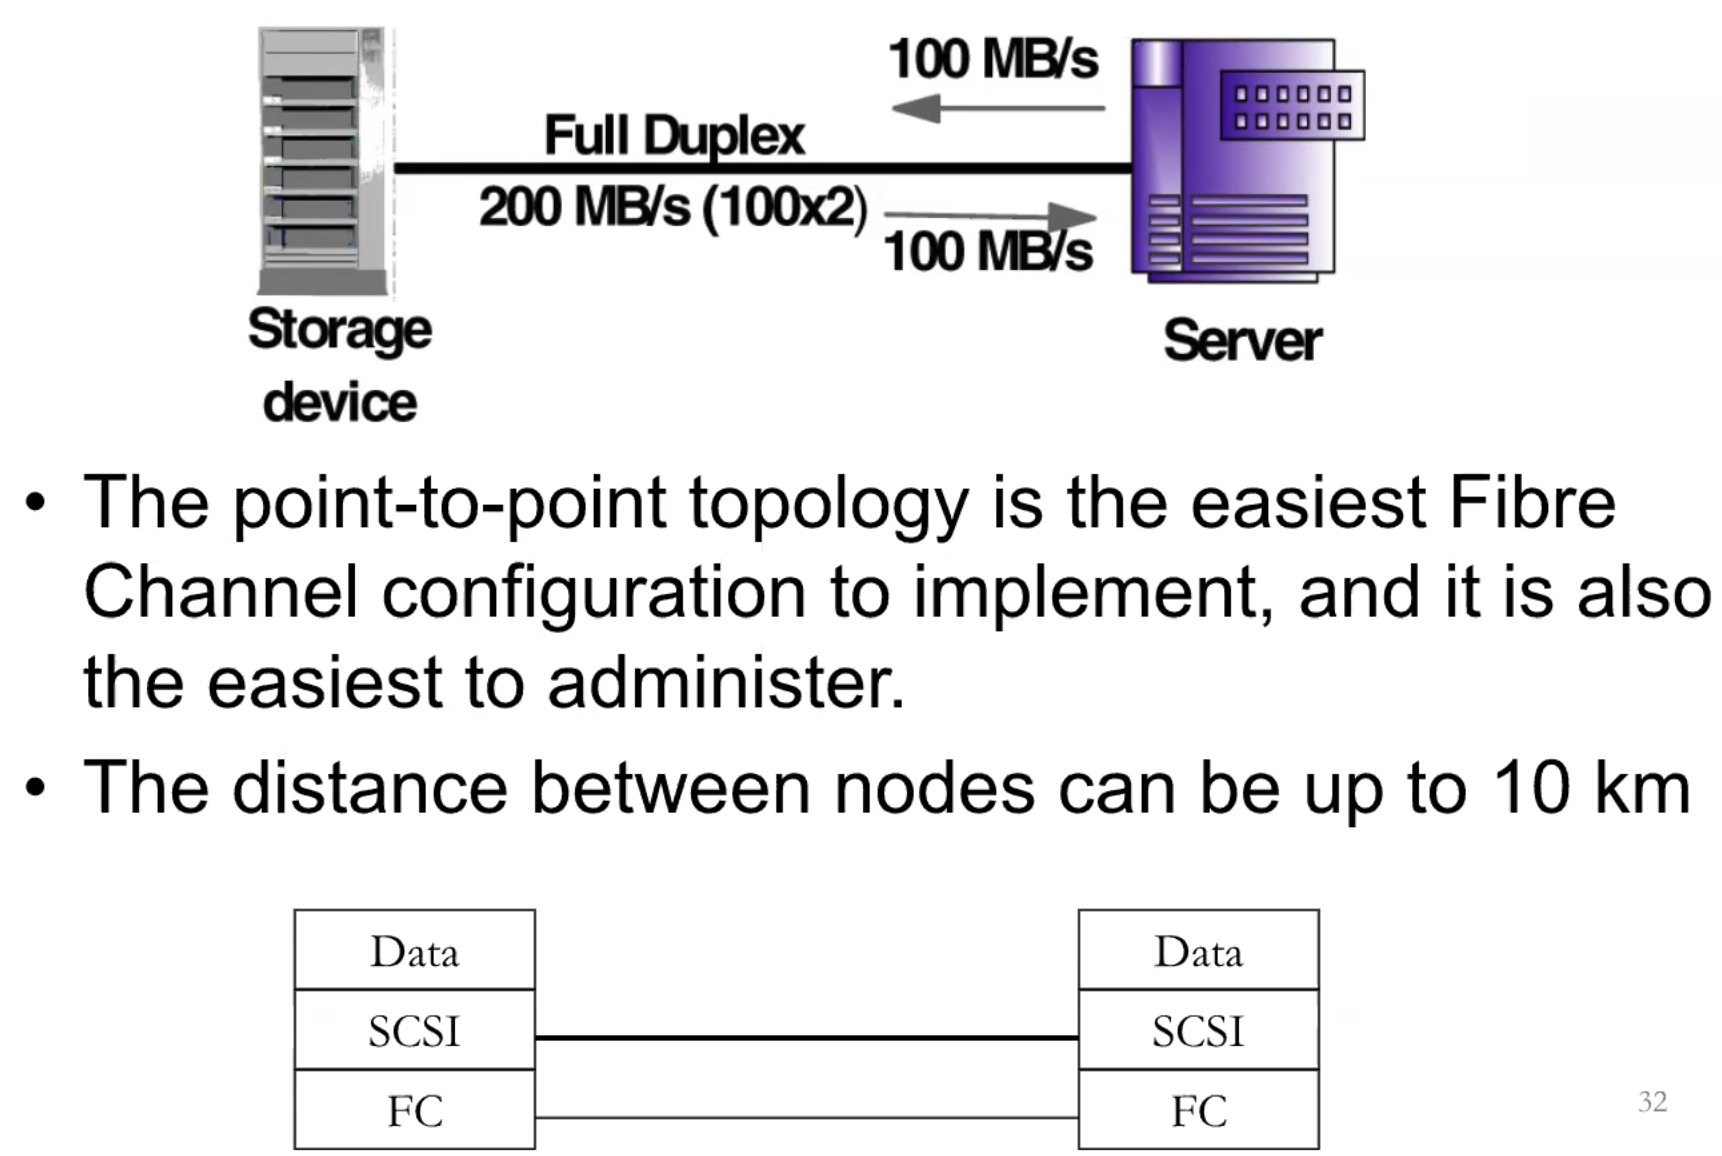 100 MB/s
Full Duplex
200 MB/s (100x2)
100 MB/s
Storage
device
Server
• The point-to-point topology is the easiest Fibre
Channel configuration to implement, and it is also
the easiest to administer.
• The distance between nodes can be up to 10 km
Data
Data
SCSI
SCSI
FC
FC
32